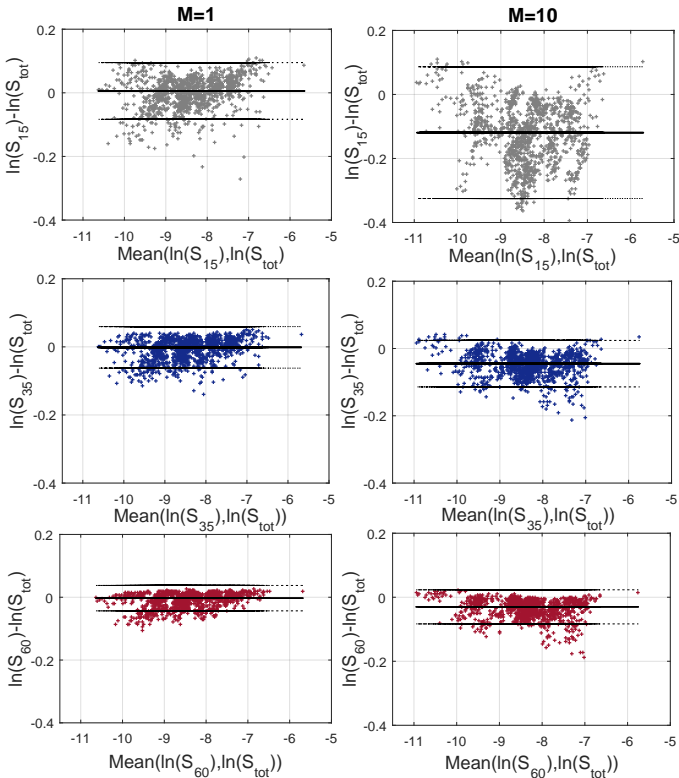 M=1
M=10
0.2
0
-0.2
-0.4
ln(S15)-ln(Stot)
-11 -10 -9 -8 -7 -6 -5
Mean(ln(S15),ln(Stot)
0.2
0
-0.2
-0.4
ln(S15)-ln(Stot)
-11 -10 -9 -8 -7 -6 -5
Mean(ln(S15),ln(Stot)
0.2
0
-0.2
-0.4
ln(S35)-ln(Stot)
-11 -10 -9 -8 -7 -6 -5
Mean(ln(S35),ln(Stot))
0.2
0
-0.2
-0.4
ln(S35)-ln(Stot)
-11 -10 -9 -8 -7 -6 -5
Mean(ln(S35),ln(Stot))
0.2
0
-0.2
-0.4
ln(S60)-ln(Stot)
-11 -10 -9 -8 -7 -6 -5
Mean(ln(S60),ln(Stot))
0.2
0
-0.2
-0.4
ln(S60)-ln(Stot)
-11 -10 -9 -8 -7 -6 -5
Mean(ln(S60),ln(Stot))